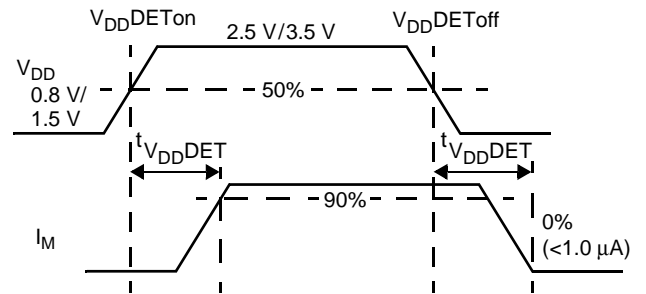 VDDDETon
VDDDEToff
2.5 V/3.5 V
VDD
0.8 V/
1.5 V
50%
tVDDDET
tVDDDET
90%
IM
0%
(<1.0 μA)